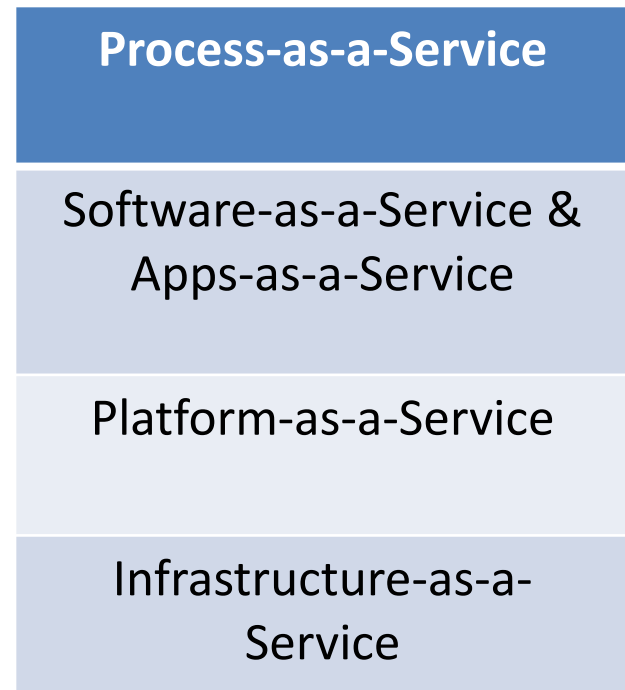 Process-as-a-Service
Software-as-a-Service &
Apps-as-a-Service
Platform-as-a-Service
Infrastructure-as-a-
Service